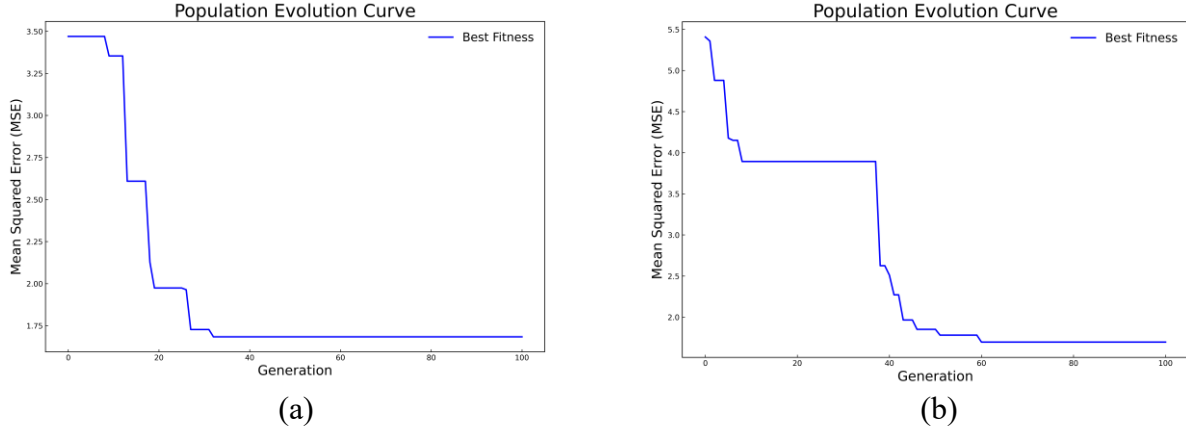 Population Evolution Curve
Best Fitness
Mean Squared Error (MSE)
3.50
3.25
3.00
2.75
2.50
2.25
2.00
1.75
0
20
40
60
80
100
Generation
(a)
Population Evolution Curve
Best Fitness
Mean Squared Error (MSE)
5.5
5.0
4.5
4.0
3.5
3.0
2.5
2.0
0
20
40
60
80
100
Generation
(b)